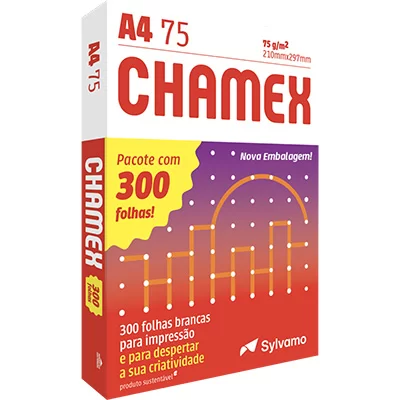 A4 75
75 g/m²
210mmx297mm
CHAMEX
Pacote com
300
folhas!
Nova Embalagem!
300 folhas brancas
para impressão
e para despertar
a sua criatividade
produto sustentável
Sylvamo
A4 75
CHAMEX
300
folhas